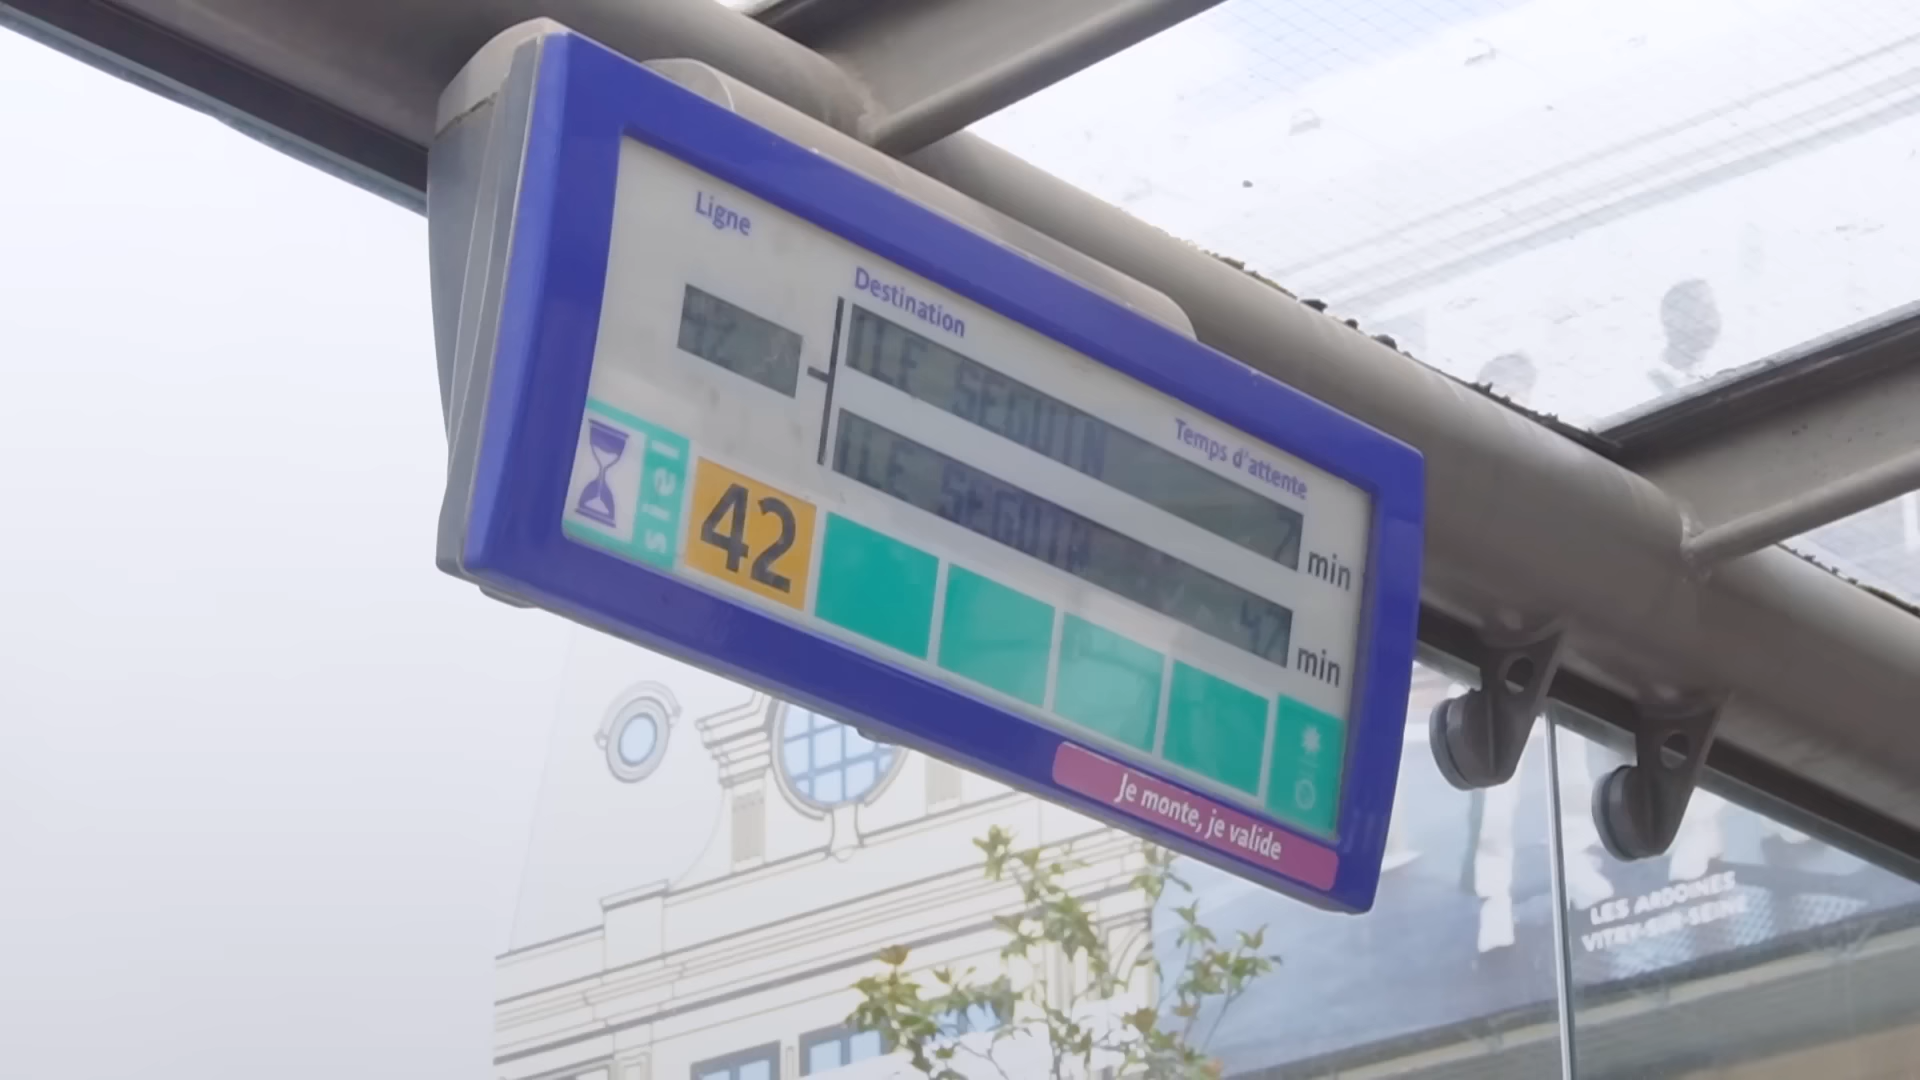 Ligne
Destination
Temps d'attente
42
ILE SEGUIN
7
min
ILE SEGUIN
47
min
siel
42
Je monte, je valide
LES ARDOINES
VITRY-SUR-SEINE